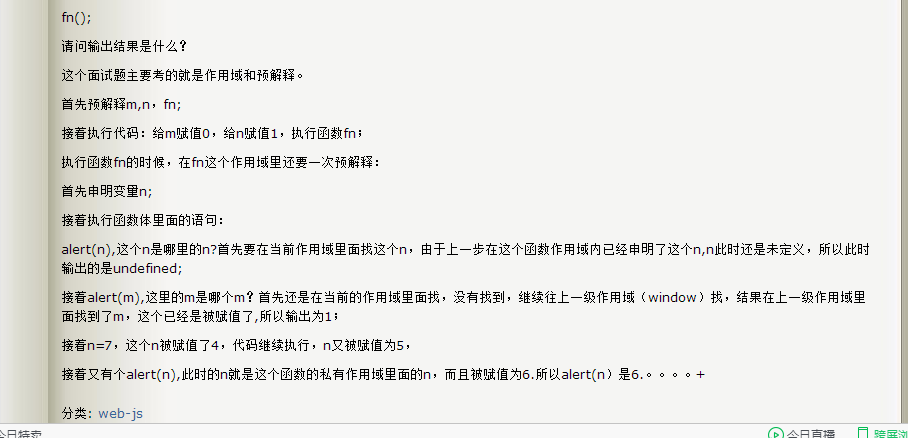 fn();
请问输出结果是什么？
这个面试题主要考的就是作用域和预解释。
首先预解释m,n，fn;
接着执行代码：给m赋值0，给n赋值1，执行函数fn；
执行函数fn的时候，在fn这个作用域里还要一次预解释：
首先申明变量n;
接着执行函数体里面的语句：
alert(n),这个n是哪里的n?首先要在当前作用域里面找这个n，由于上一步在这个函数作用域内已经申明了这个n,n此时还是未定义，所以此时
输出的是undefined;
接着alert(m),这里的m是哪个m？首先还是在当前的作用域里面找，没有找到，继续往上一级作用域（window）找，结果在上一级作用域里
面找到了m，这个已经是被赋值了,所以输出为1；
接着n=7，这个n被赋值了4，代码继续执行，n又被赋值为5，
接着又有个alert(n),此时的n就是这个函数的私有作用域里面的n，而且被赋值为6.所以alert(n）是6.。。。。+
分类: web-js
今日特卖
今日直播
跨屏浏